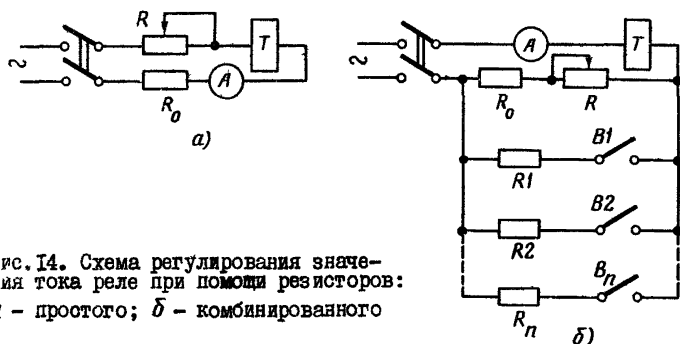 R
T
A
R₀
а)
A
T
R₀
R
R1
B1
R2
B2
Rₙ
Bₙ
б)
ис.14. Схема регулирования значе-
ия тока реле при помощи резисторов:
– простого; б – комбинированного